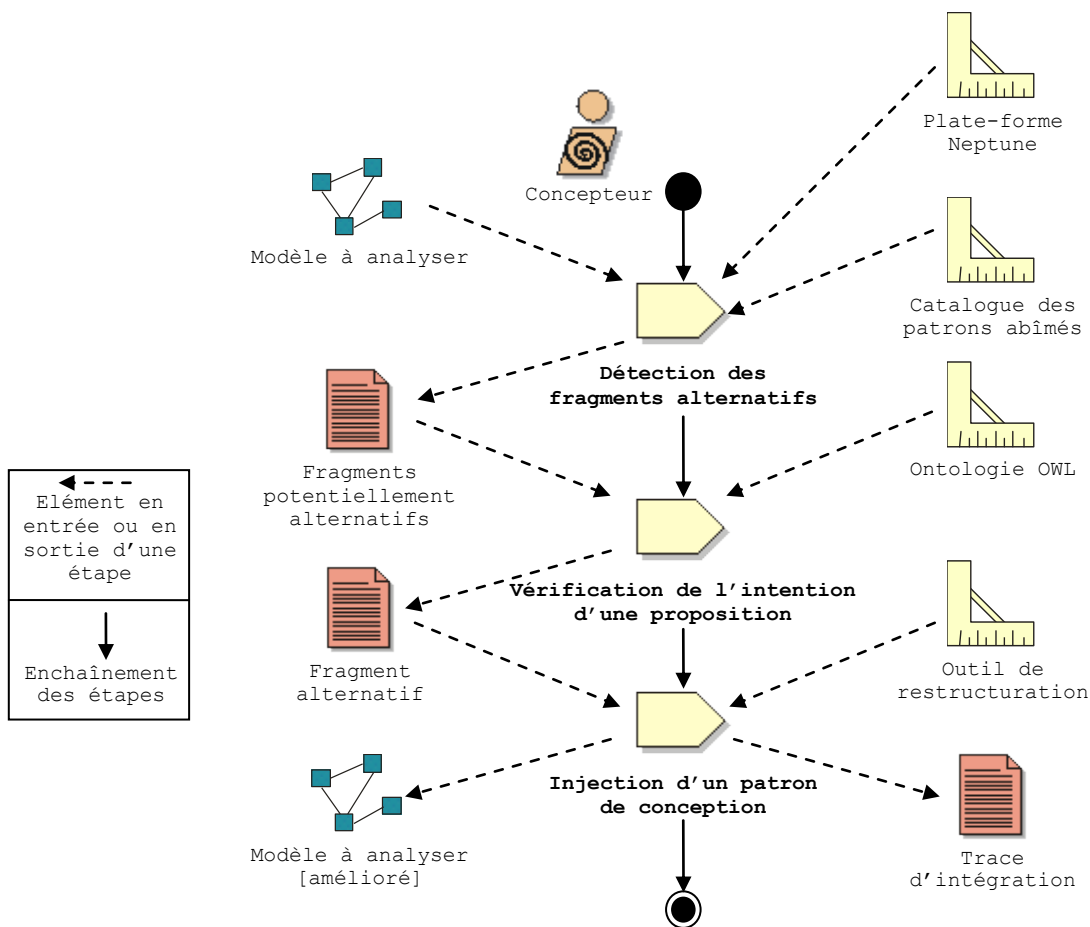 Plate-forme
Neptune
Concepteur
Modèle à analyser
Catalogue des
patrons abîmés
Détection des
fragments alternatifs
Fragments
potentiellement
alternatifs
Ontologie OWL
Elément en
entrée ou en
sortie d'une
étape
Enchaînement
des étapes
Vérification de l'intention
d'une proposition
Fragment
alternatif
Outil de
restructuration
Injection d'un patron
de conception
Modèle à analyser
[amélioré]
Trace
d'intégration